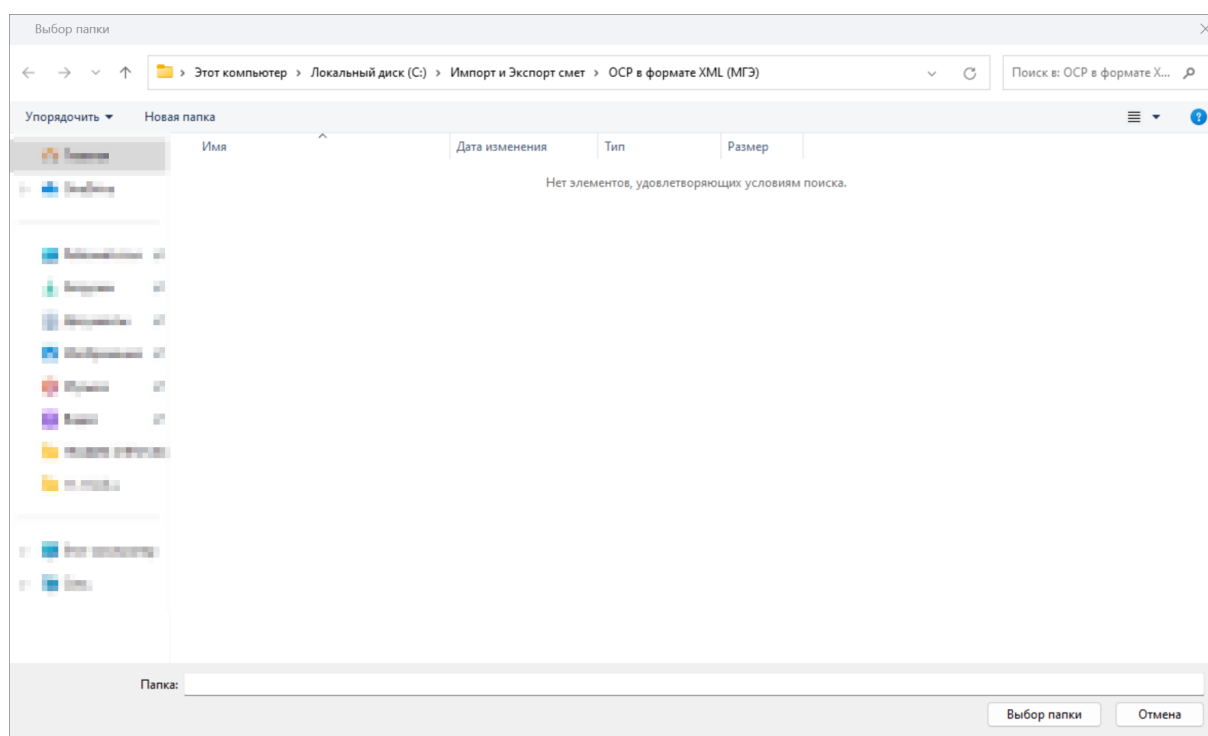 Выбор папки
Этот компьютер › Локальный диск (C:) › Импорт и Экспорт смет › ОСР в формате XML (МГЭ)
Поиск в: ОСР в формате X...
Упорядочить Новая папка
Имя Дата изменения Тип Размер
Нет элементов, удовлетворяющих условиям поиска.
Папка:
Выбор папки Отмена